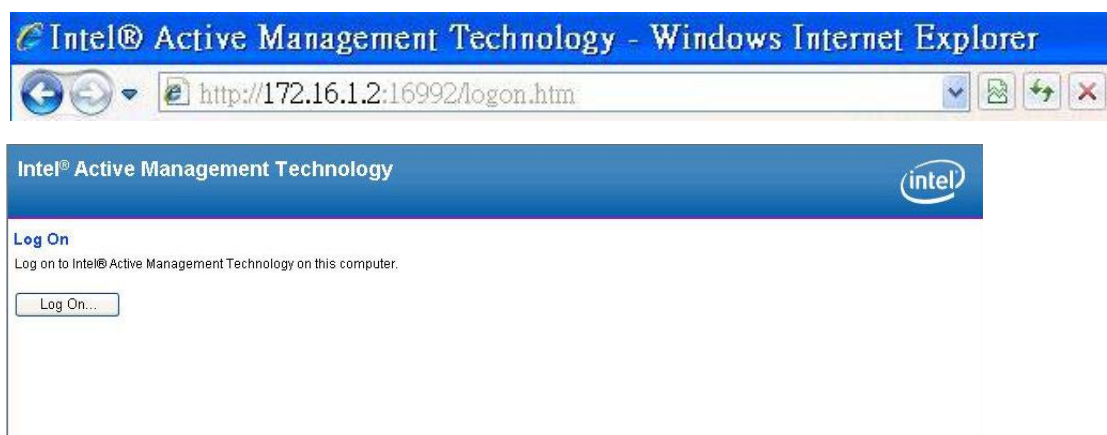 Intel® Active Management Technology - Windows Internet Explorer
http://172.16.1.2:16992/logon.htm
Intel® Active Management Technology
intel
Log On
Log on to Intel® Active Management Technology on this computer.
Log On...